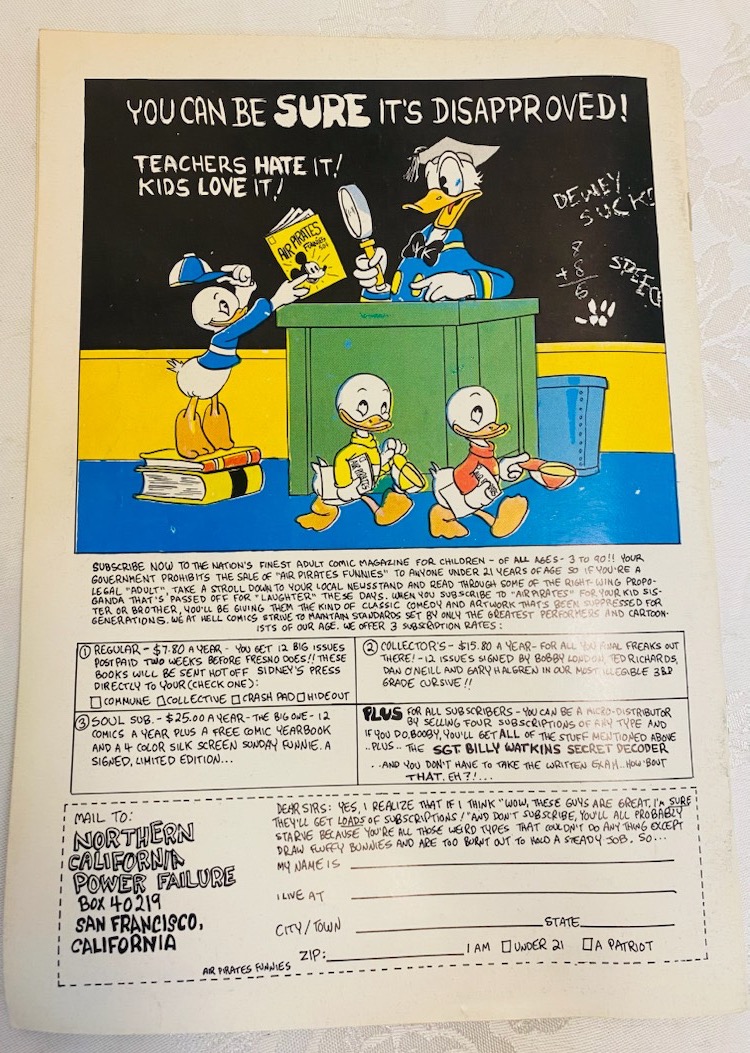 YOU CAN BE SURE IT'S DISAPPROVED!
TEACHERS HATE IT!
KIDS LOVE IT!
AIR PIRATES
FUNNIES
DEWEY
SUCKS
8
8
+
6
SPEECE
YK
AIR PIRATES
AIR PIRATES
SUBSCRIBE NOW TO THE NATION'S FINEST ADULT COMIC MAGAZINE FOR CHILDREN - OF ALL AGES - 3 TO 90!! YOUR
GOVERNMENT PROHIBITS THE SALE OF "AIR PIRATES FUNNIES" TO ANYONE UNDER 21 YEARS OF AGE SO IF YOU'RE A
LEGAL "ADULT", TAKE A STROLL DOWN TO YOUR LOCAL NEWSSTAND AND READ THROUGH SOME OF THE RIGHT-WING PROPO-
GANDA THAT'S PASSED OFF FOR "LAUGHTER" THESE DAYS. WHEN YOU SUBSCRIBE TO "AIR PIRATES" FOR YOUR KID SIS-
TER OR BROTHER, YOU'LL BE GIVING THEM THE KIND OF CLASSIC COMEDY AND ARTWORK THAT'S BEEN SUPPRESSED FOR
GENERATIONS. WE AT HELL COMICS STRIVE TO MAINTAIN STANDARDS SET BY ONLY THE GREATEST PERFORMERS AND CARTOON-
ISTS OF OUR AGE. WE OFFER 3 SUBSCRIPTION RATES:
① REGULAR - $7.80 A YEAR - YOU GET 12 BIG ISSUES
POSTPAID TWO WEEKS BEFORE FRESNO DOES!! THESE
BOOKS WILL BE SENT HOT OFF SIDNEY'S PRESS
DIRECTLY TO YOUR (CHECK ONE):
COMMUNE COLLECTIVE CRASH PAD HIDEOUT
② COLLECTOR'S - $15.80 A YEAR - FOR ALL YOU ANAL FREAKS OUT
THERE! - 12 ISSUES SIGNED BY BOBBY LONDON, TED RICHARDS,
DAN O'NEILL AND GARY HALGREN IN OUR MOST ILLEGIBLE 3RD
GRADE CURSIVE!!
③ SOUL SUB. - $25.00 A YEAR - THE BIG ONE - 12
COMICS A YEAR PLUS A FREE COMIC YEARBOOK
AND A 4 COLOR SILK SCREEN SUNDAY FUNNIE. A
SIGNED, LIMITED EDITION...
PLUS FOR ALL SUBSCRIBERS - YOU CAN BE A MICRO-DISTRIBUTOR
BY SELLING FOUR SUBSCRIPTIONS OF ANY TYPE AND
IF YOU DO, BOOBY, YOU'LL GET ALL OF THE STUFF MENTIONED ABOVE
..PLUS.. THE SGT. BILLY WATKINS SECRET DECODER
..AND YOU DON'T HAVE TO TAKE THE WRITTEN EXAM.. HOW 'BOUT
THAT, EH?!...
MAIL TO:
NORTHERN
CALIFORNIA
POWER FAILURE
BOX 40219
SAN FRANCISCO,
CALIFORNIA
DEAR SIRS: YES, I REALIZE THAT IF I THINK "WOW, THESE GUYS ARE GREAT, I'M SURE
THEY'LL GET LOADS OF SUBSCRIPTIONS!" AND DON'T SUBSCRIBE, YOU'LL ALL PROBABLY
STARVE BECAUSE YOU'RE ALL THOSE WEIRD TYPES THAT COULDN'T DO ANY THING EXCEPT
DRAW FLUFFY BUNNIES AND ARE TOO BURNT OUT TO HOLD A STEADY JOB. SO...
MY NAME IS
I LIVE AT
CITY/TOWN STATE
ZIP: I AM UNDER 21 A PATRIOT
AIR PIRATES FUNNIES